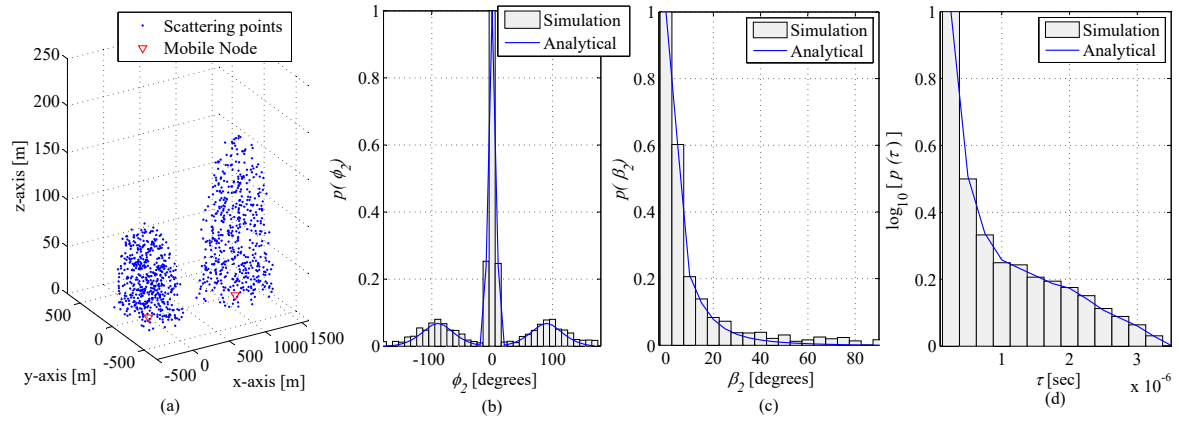 Scattering points
Mobile Node
250
200
150
100
50
0
z-axis [m]
500
0
-500
y-axis [m]
-500
0
500
1000
1500
x-axis [m]
(a)
Simulation
Analytical
1
0.8
0.6
0.4
0.2
0
p( ϕ2)
-100
0
100
ϕ2 [degrees]
(b)
Simulation
Analytical
1
0.8
0.6
0.4
0.2
0
p( β2)
0
20
40
60
80
β2 [degrees]
(c)
Simulation
Analytical
1
0.8
0.6
0.4
0.2
0
log10 [ p (τ) ]
1
2
3
x 10-6
τ [sec]
(d)